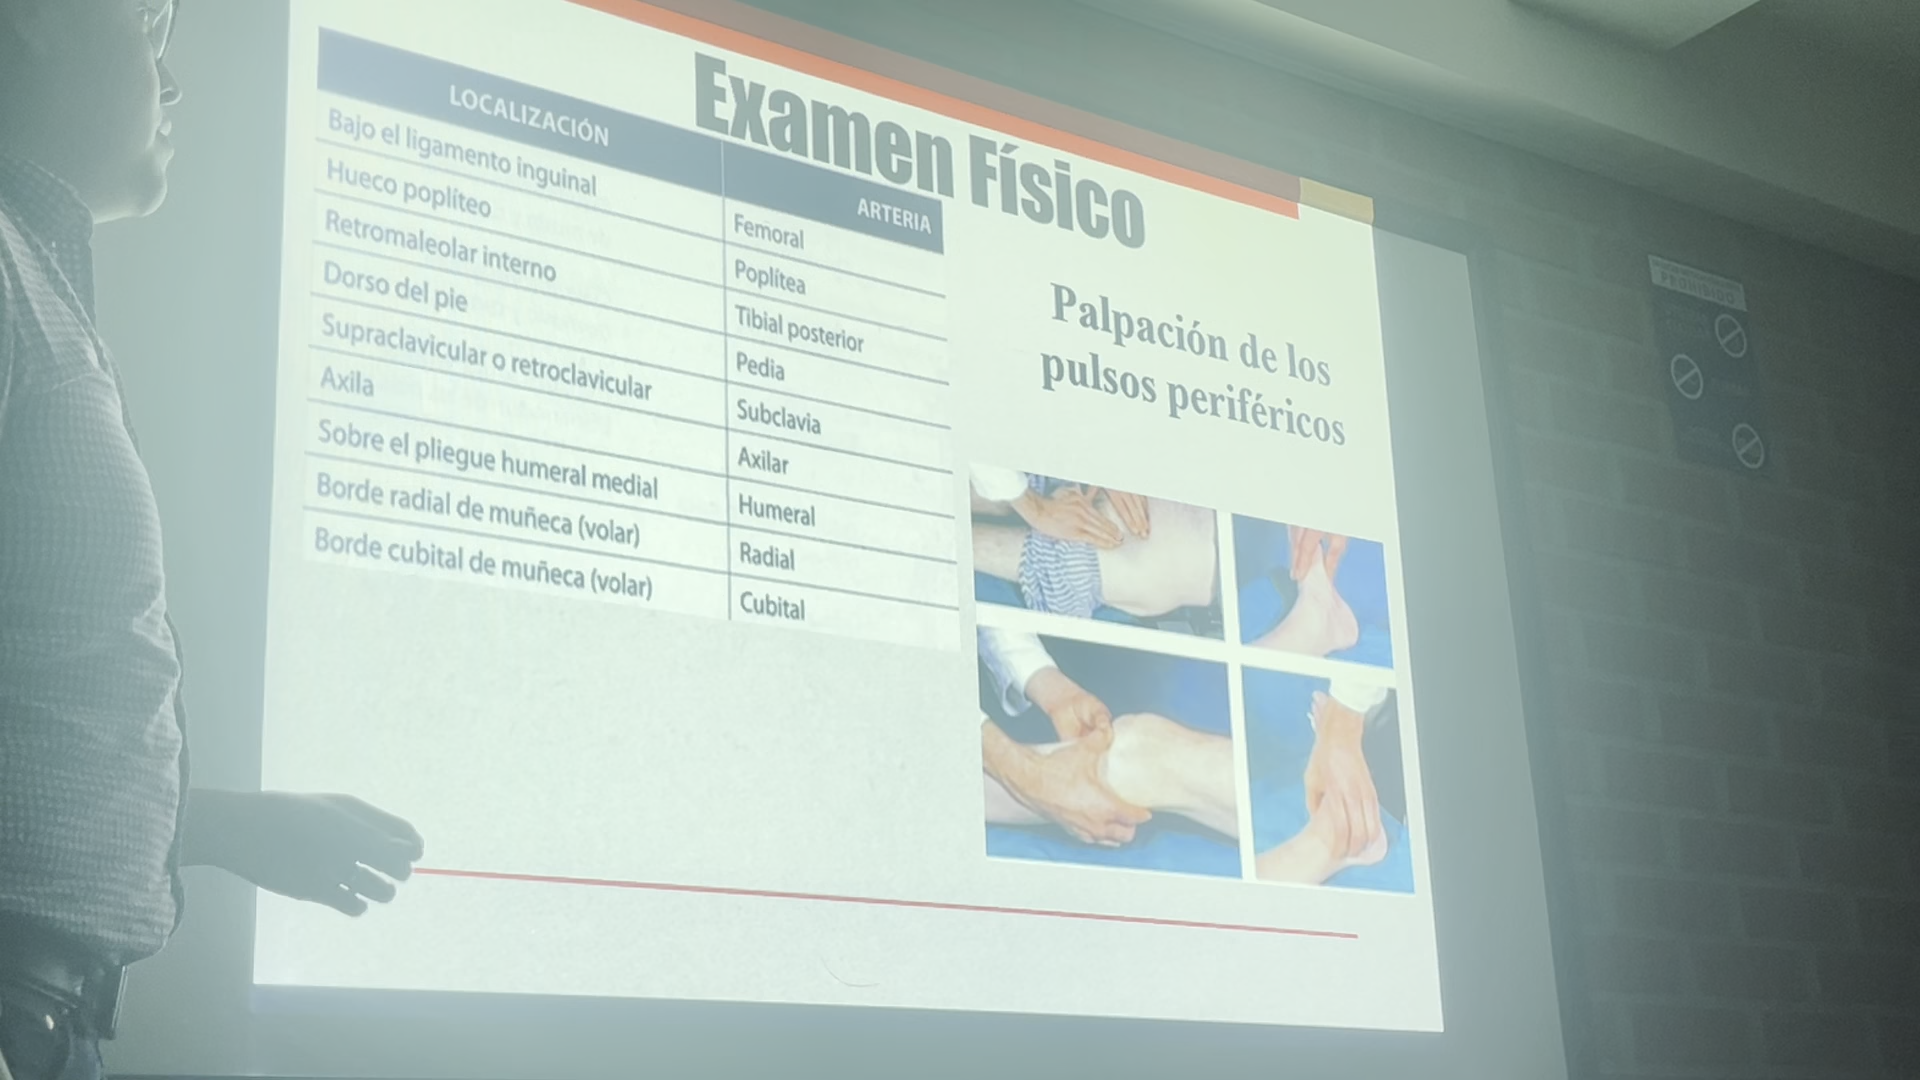 Examen Físico
LOCALIZACIÓN ARTERIA
Bajo el ligamento inguinal Femoral
Hueco poplíteo Poplítea
Retromaleolar interno Tibial posterior
Dorso del pie Pedia
Supraclavicular o retroclavicular Subclavia
Axila Axilar
Sobre el pliegue humeral medial Humeral
Borde radial de muñeca (volar) Radial
Borde cubital de muñeca (volar) Cubital
Palpación de los
pulsos periféricos
PROHIBIDO